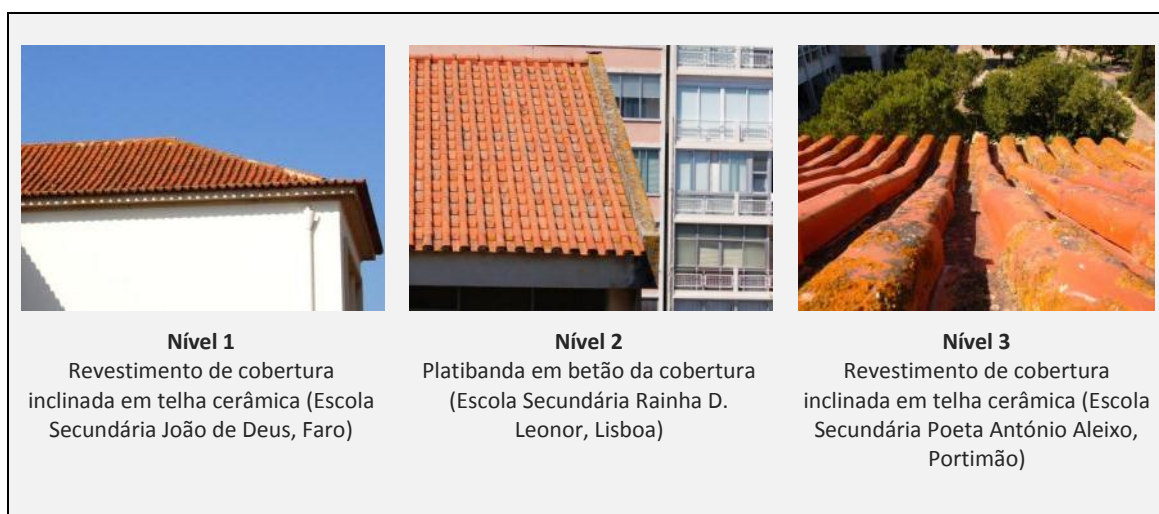 Nível 1
Revestimento de cobertura
inclinada em telha cerâmica (Escola
Secundária João de Deus, Faro)
Nível 2
Platibanda em betão da cobertura
(Escola Secundária Rainha D.
Leonor, Lisboa)
Nível 3
Revestimento de cobertura
inclinada em telha cerâmica (Escola
Secundária Poeta António Aleixo,
Portimão)